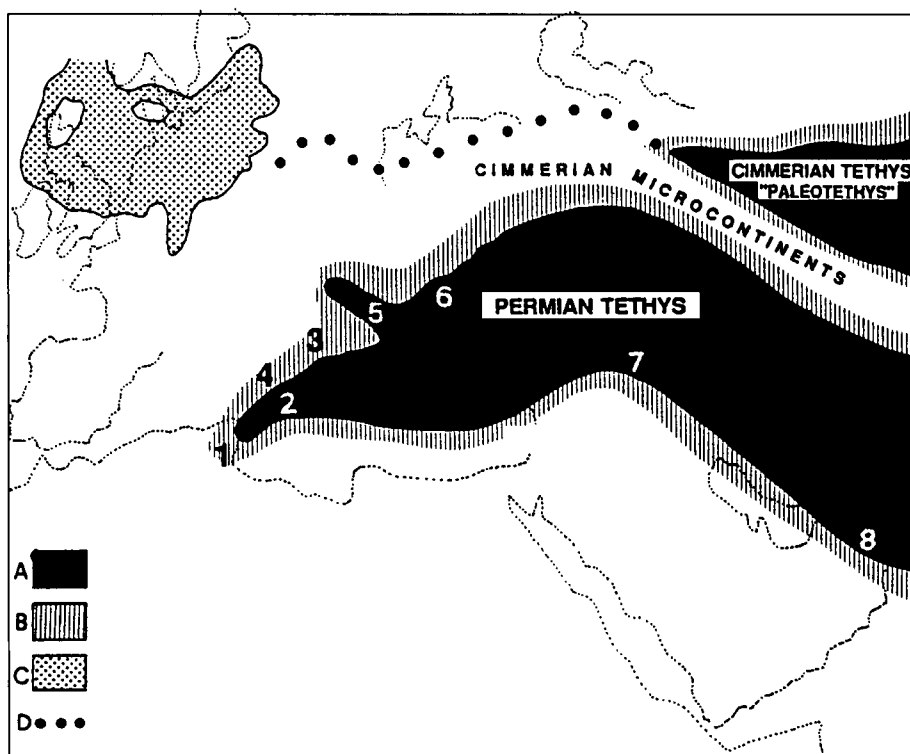 CIMMERIAN TETHYS
"PALEOTETHYS"
CIMMERIAN MICROCONTINENTS
PERMIAN TETHYS
6
5
3
7
4
2
1
8
A
B
C
D